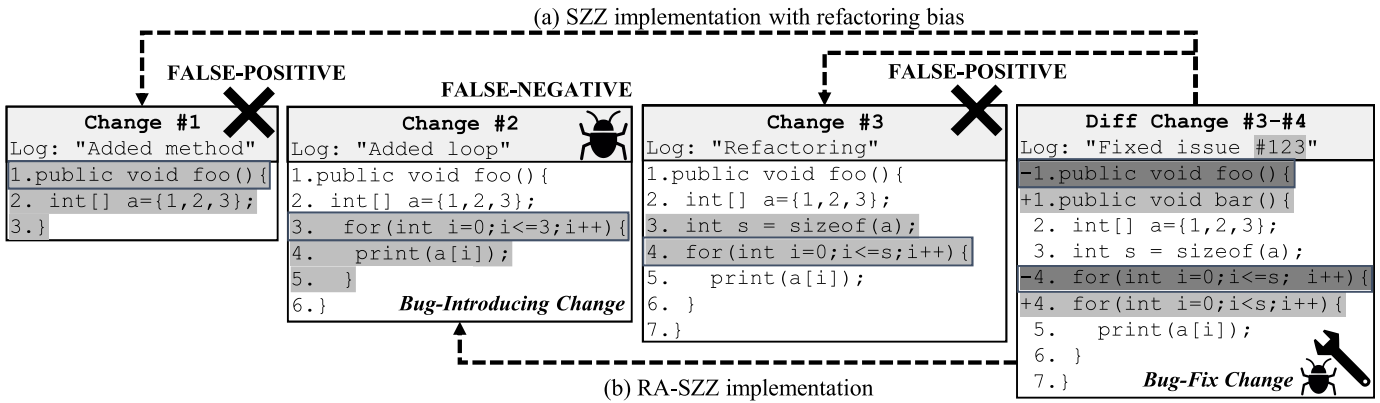 (a) SZZ implementation with refactoring bias
FALSE-POSITIVE
FALSE-NEGATIVE
FALSE-POSITIVE
Change #1
Log: "Added method"
1.public void foo(){
2. int[] a={1,2,3};
3.}
Change #2
Log: "Added loop"
1.public void foo(){
2. int[] a={1,2,3};
3. for(int i=0;i<=3;i++){
4. print(a[i]);
5. }
6.}
Bug-Introducing Change
Change #3
Log: "Refactoring"
1.public void foo(){
2. int[] a={1,2,3};
3. int s = sizeof(a);
4. for(int i=0;i<=s;i++){
5. print(a[i]);
6. }
7.}
Diff Change #3-#4
Log: "Fixed issue #123"
-1.public void foo(){
+1.public void bar(){
2. int[] a={1,2,3};
3. int s = sizeof(a);
-4. for(int i=0;i<=s; i++){
+4. for(int i=0;i<s;i++){
5. print(a[i]);
6. }
7.}
Bug-Fix Change
(b) RA-SZZ implementation